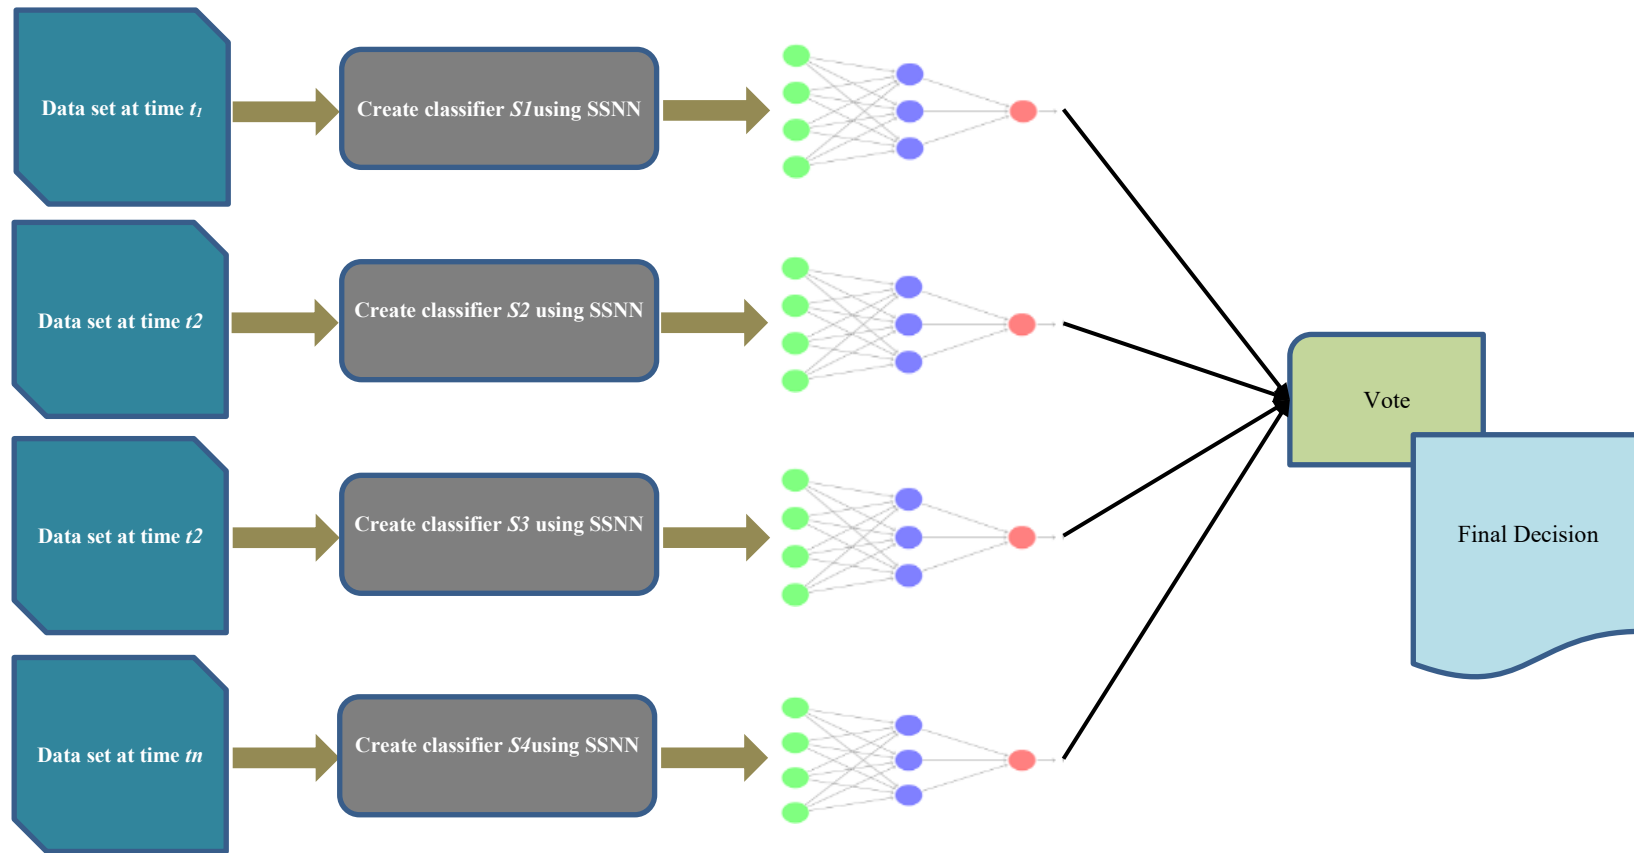 Data set at time t1
Create classifier S1using SSNN
Data set at time t2
Create classifier S2 using SSNN
Vote
Data set at time t2
Create classifier S3 using SSNN
Final Decision
Data set at time tn
Create classifier S4using SSNN